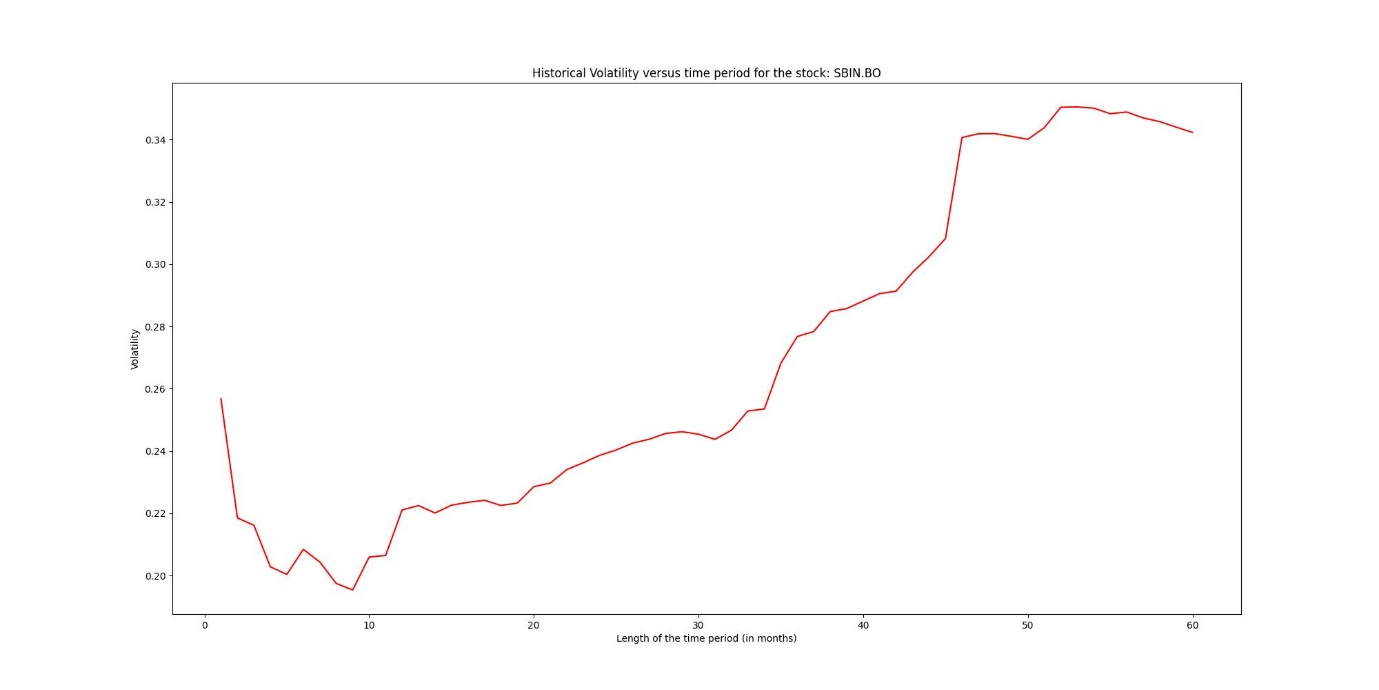 Historical Volatility versus time period for the stock: SBIN.BO
Volatility
0.34
0.32
0.30
0.28
0.26
0.24
0.22
0.20
0 10 20 30 40 50 60
Length of the time period (in months)